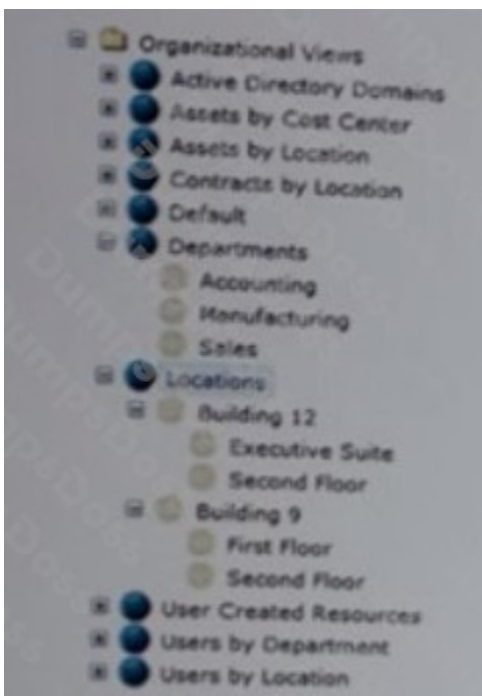 Organizational Views
Active Directory Domains
Assets by Cost Center
Assets by Location
Contracts by Location
Default
Departments
Accounting
Manufacturing
Sales
Locations
Building 12
Executive Suite
Second Floor
Building 9
First Floor
Second Floor
User Created Resources
Users by Department
Users by Location